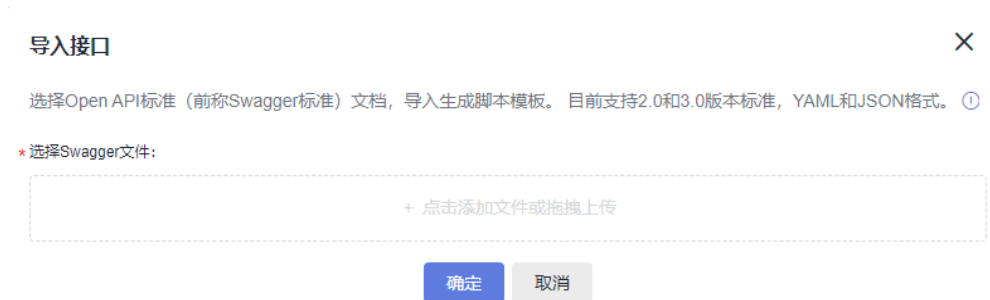 导入接口
选择Open API标准（前称Swagger标准）文档，导入生成脚本模板。 目前支持2.0和3.0版本标准，YAML和JSON格式。
* 选择Swagger文件：
+ 点击添加文件或拖拽上传
确定 取消